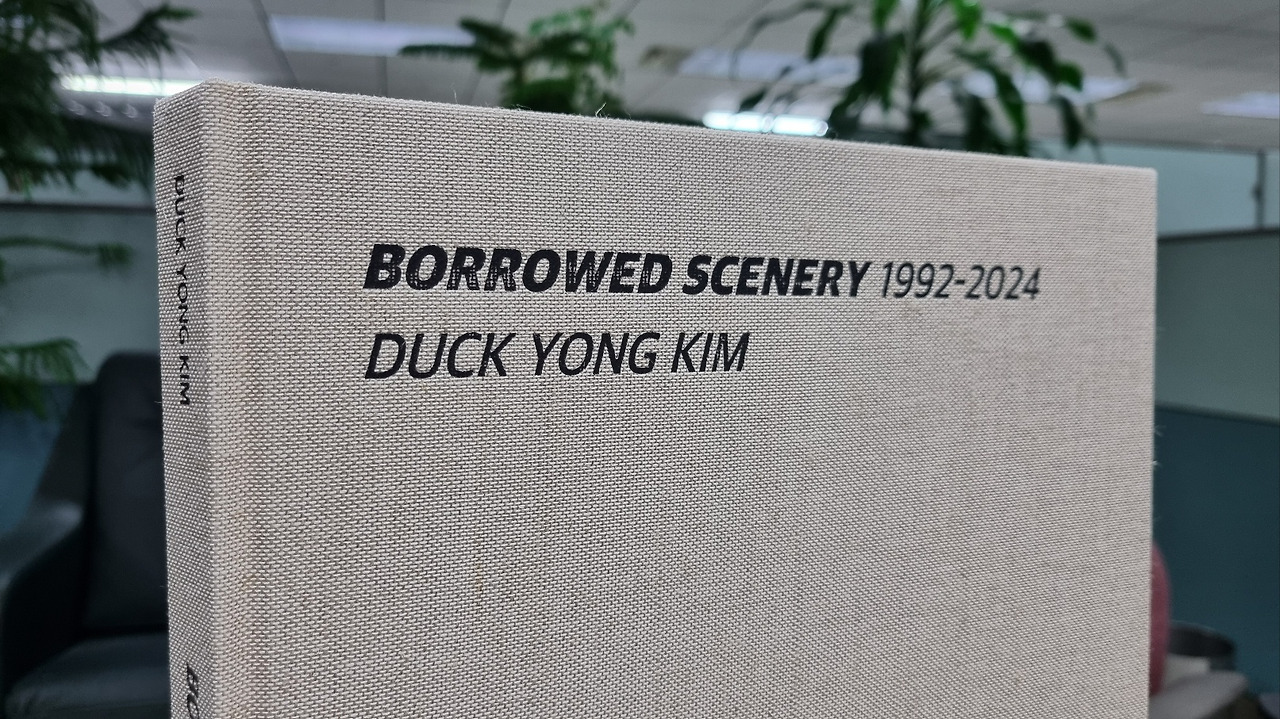 BORROWED SCENERY 1992-2024
DUCK YONG KIM
DUCK YONG KIM